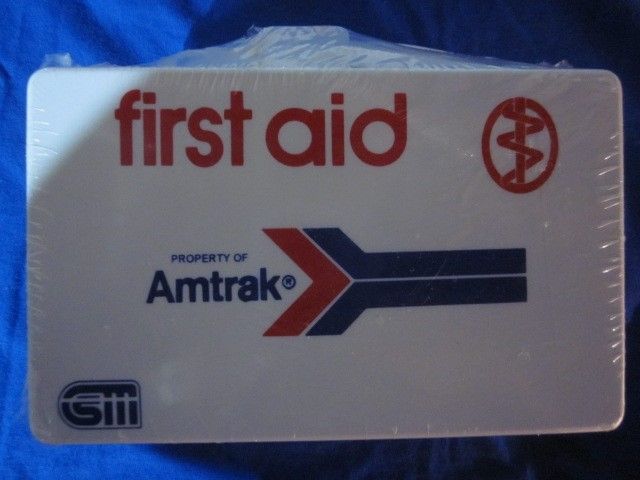 first aid
PROPERTY OF
Amtrak®